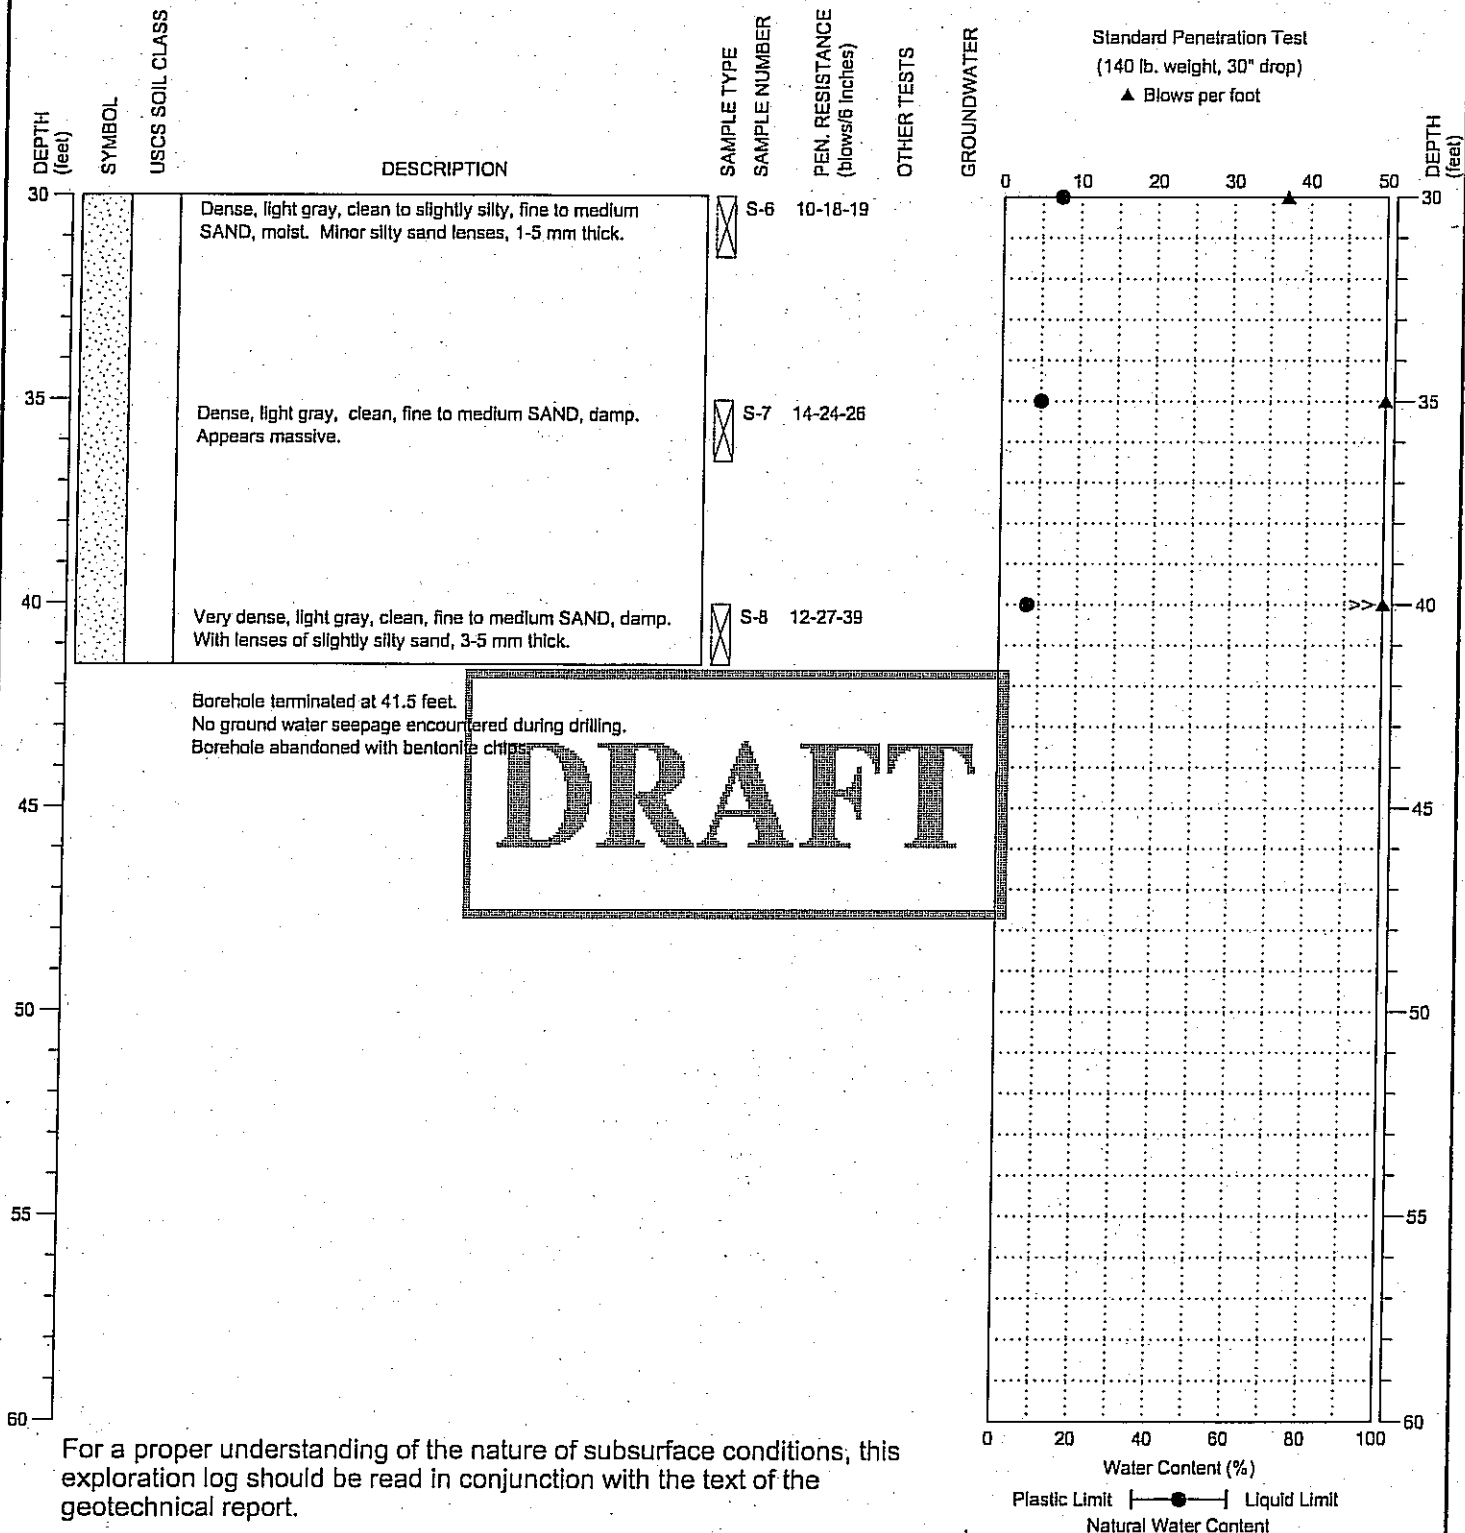 DEPTH
(feet)
SYMBOL
USCS SOIL CLASS
DESCRIPTION
SAMPLE TYPE
SAMPLE NUMBER
PEN. RESISTANCE
(blows/6 inches)
OTHER TESTS
GROUNDWATER
Standard Penetration Test
(140 lb. weight, 30" drop)
▲ Blows per foot
DEPTH
(feet)
0 10 20 30 40 50
30 Dense, light gray, clean to slightly silty, fine to medium S-6 10-18-19 30
SAND, moist. Minor silty sand lenses, 1-5 mm thick.
35 Dense, light gray, clean, fine to medium SAND, damp. S-7 14-24-26 35
Appears massive.
40 Very dense, light gray, clean, fine to medium SAND, damp. S-8 12-27-39 >> 40
With lenses of slightly silty sand, 3-5 mm thick.
Borehole terminated at 41.5 feet.
No ground water seepage encountered during drilling.
Borehole abandoned with bentonite chips.
DRAFT
45 45
50 50
55 55
60 60
0 20 40 60 80 100
Water Content (%)
Plastic Limit Liquid Limit
Natural Water Content
For a proper understanding of the nature of subsurface conditions, this
exploration log should be read in conjunction with the text of the
geotechnical report.